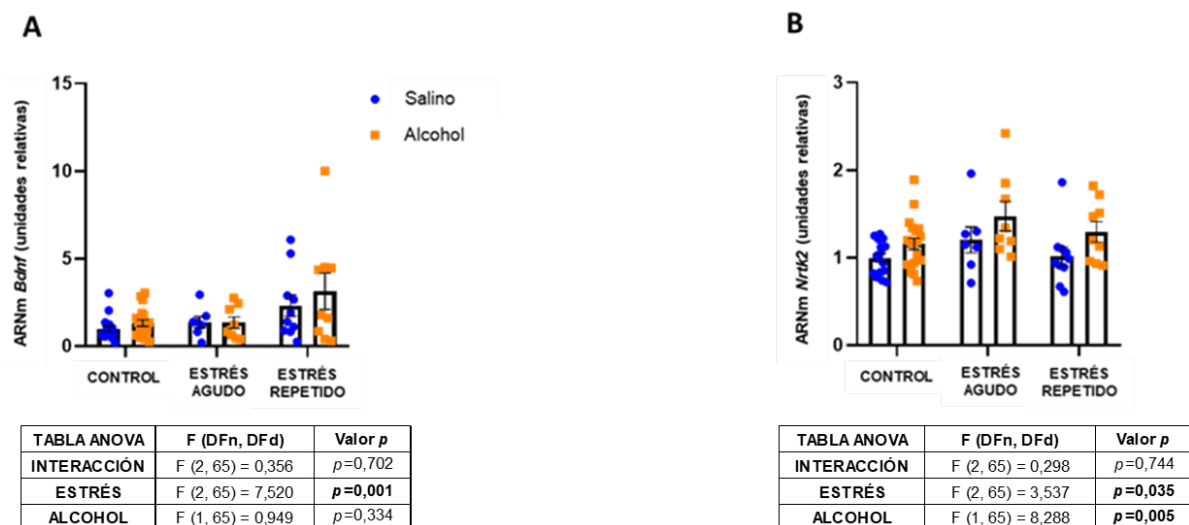 A
ARNm Bdnf (unidades relativas)
15
10
5
0
Salino
Alcohol
CONTROL
ESTRÉS
AGUDO
ESTRÉS
REPETIDO
TABLA ANOVA F (DFn, DFd) Valor p
INTERACCIÓN F (2, 65) = 0,356 p=0,702
ESTRÉS F (2, 65) = 7,520 p=0,001
ALCOHOL F (1, 65) = 0,949 p=0,334
B
ARNm Nrtk2 (unidades relativas)
3
2
1
0
CONTROL
ESTRÉS
AGUDO
ESTRÉS
REPETIDO
TABLA ANOVA F (DFn, DFd) Valor p
INTERACCIÓN F (2, 65) = 0,298 p=0,744
ESTRÉS F (2, 65) = 3,537 p=0,035
ALCOHOL F (1, 65) = 8,288 p=0,005